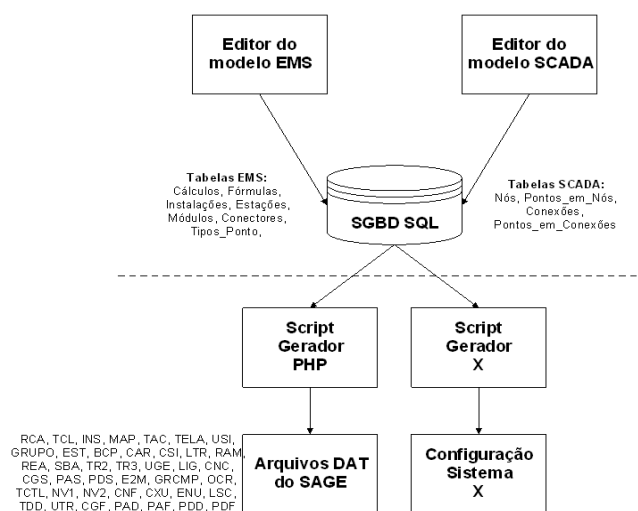 Editor do
modelo EMS
Editor do
modelo SCADA
Tabelas EMS:
Cálculos, Fórmulas,
Instalações, Estações,
Módulos, Conectores,
Tipos_Ponto,
SGBD SQL
Tabelas SCADA:
Nós, Pontos_em_Nós,
Conexões,
Pontos_em_Conexões
Script
Gerador
PHP
Script
Gerador
X
RCA, TCL, INS, MAP, TAC, TELA, USI,
GRUPO, EST, BCP, CAR, CSI, LTR, RAM,
REA, SBA, TR2, TR3, UGE, LIG, CNC,
CGS, PAS, PDS, E2M, GRCMP, OCR,
TCTL, NV1, NV2, CNF, CXU, ENU, LSC,
TDD, UTR, CGF, PAD, PAF, PDD, PDF
Arquivos DAT
do SAGE
Configuração
Sistema
X